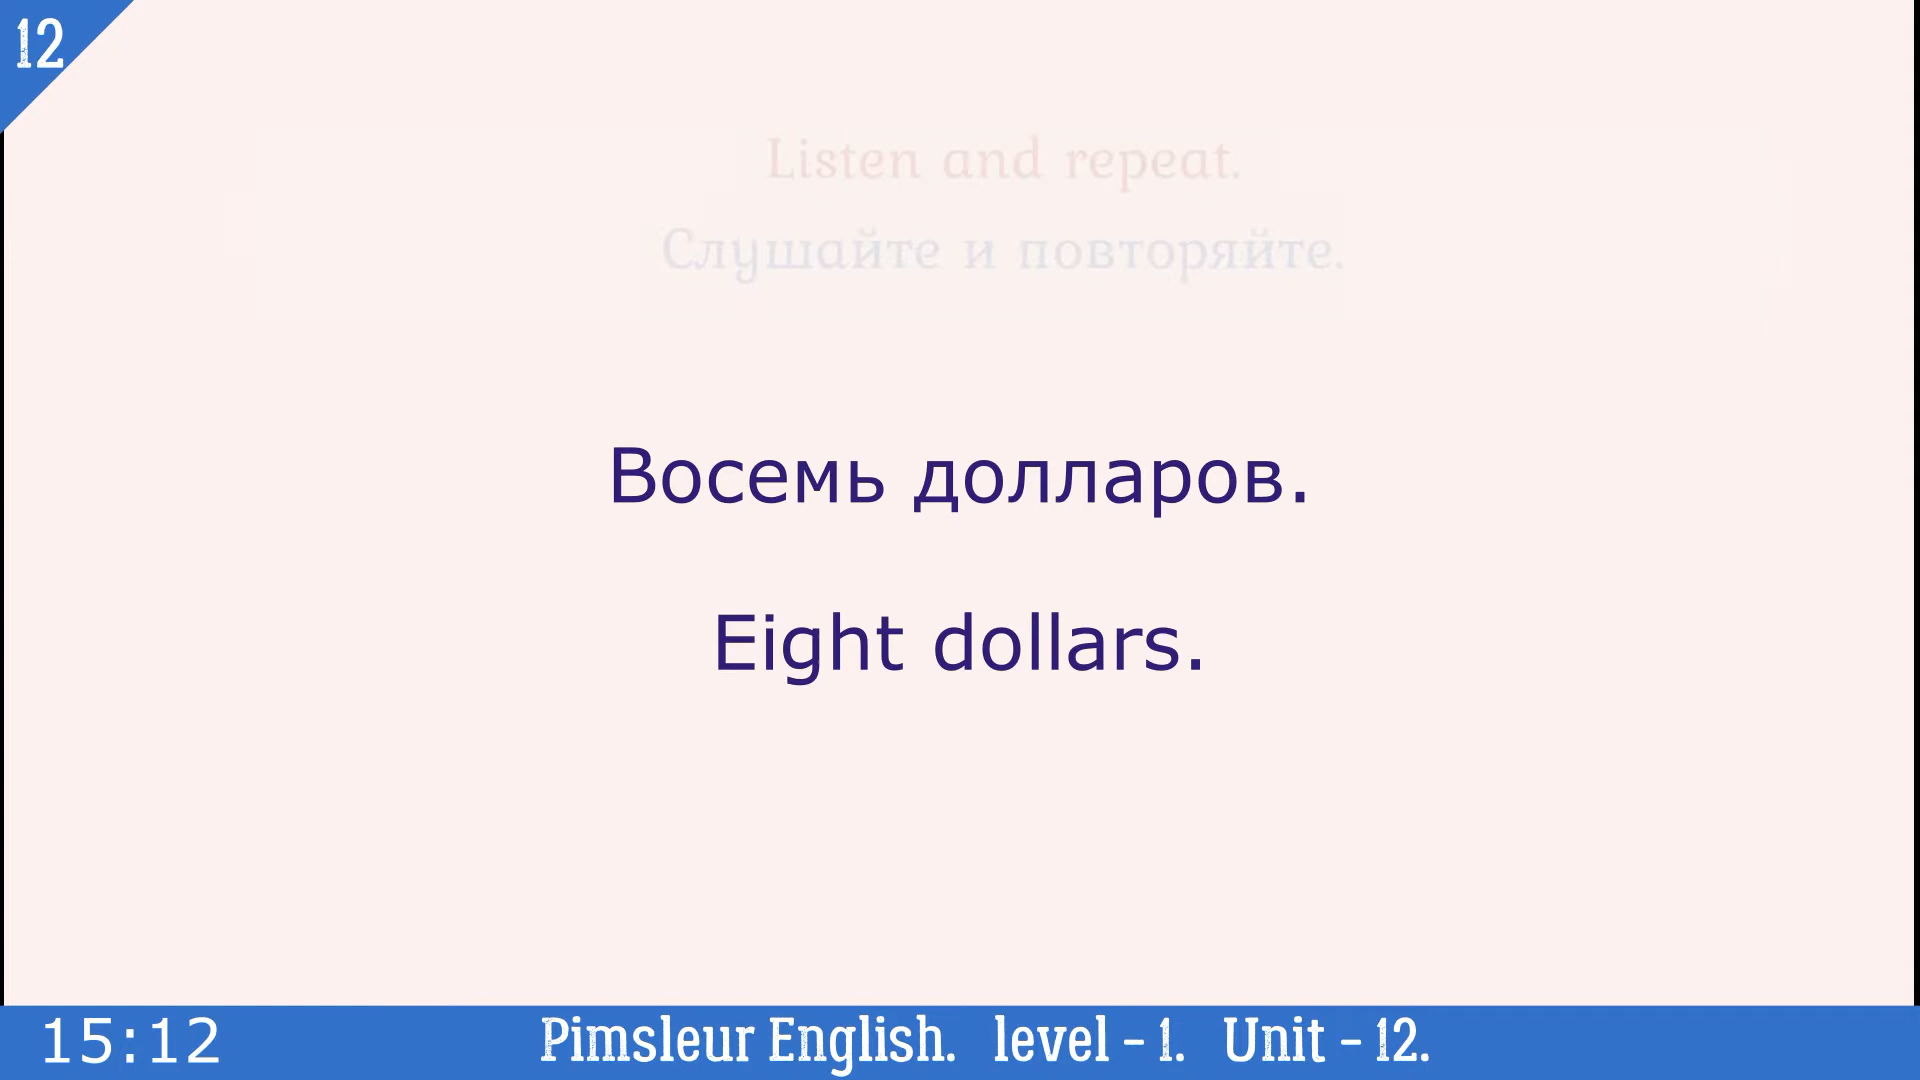 12
Listen and repeat.
Слушайте и повторяйте.
Восемь долларов.
Eight dollars.
15:12
Pimsleur English. level - 1. Unit - 12.